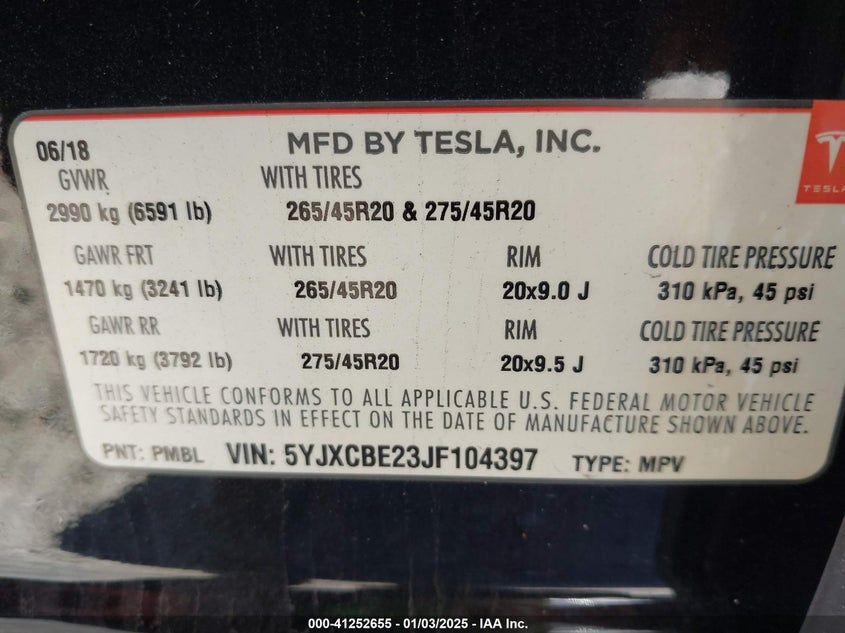 06/18 MFD BY TESLA, INC.
TESLA
GVWR WITH TIRES
2990 kg (6591 lb) 265/45R20 & 275/45R20
GAWR FRT WITH TIRES RIM COLD TIRE PRESSURE
1470 kg (3241 lb) 265/45R20 20x9.0 J 310 kPa, 45 psi
GAWR RR WITH TIRES RIM COLD TIRE PRESSURE
1720 kg (3792 lb) 275/45R20 20x9.5 J 310 kPa, 45 psi
THIS VEHICLE CONFORMS TO ALL APPLICABLE U.S. FEDERAL MOTOR VEHICLE
SAFETY STANDARDS IN EFFECT ON THE DATE OF MANUFACTURE SHOWN ABOVE.
PNT: PMBL VIN: 5YJXCBE23JF104397 TYPE: MPV
000-41252655 - 01/03/2025 - IAA Inc.